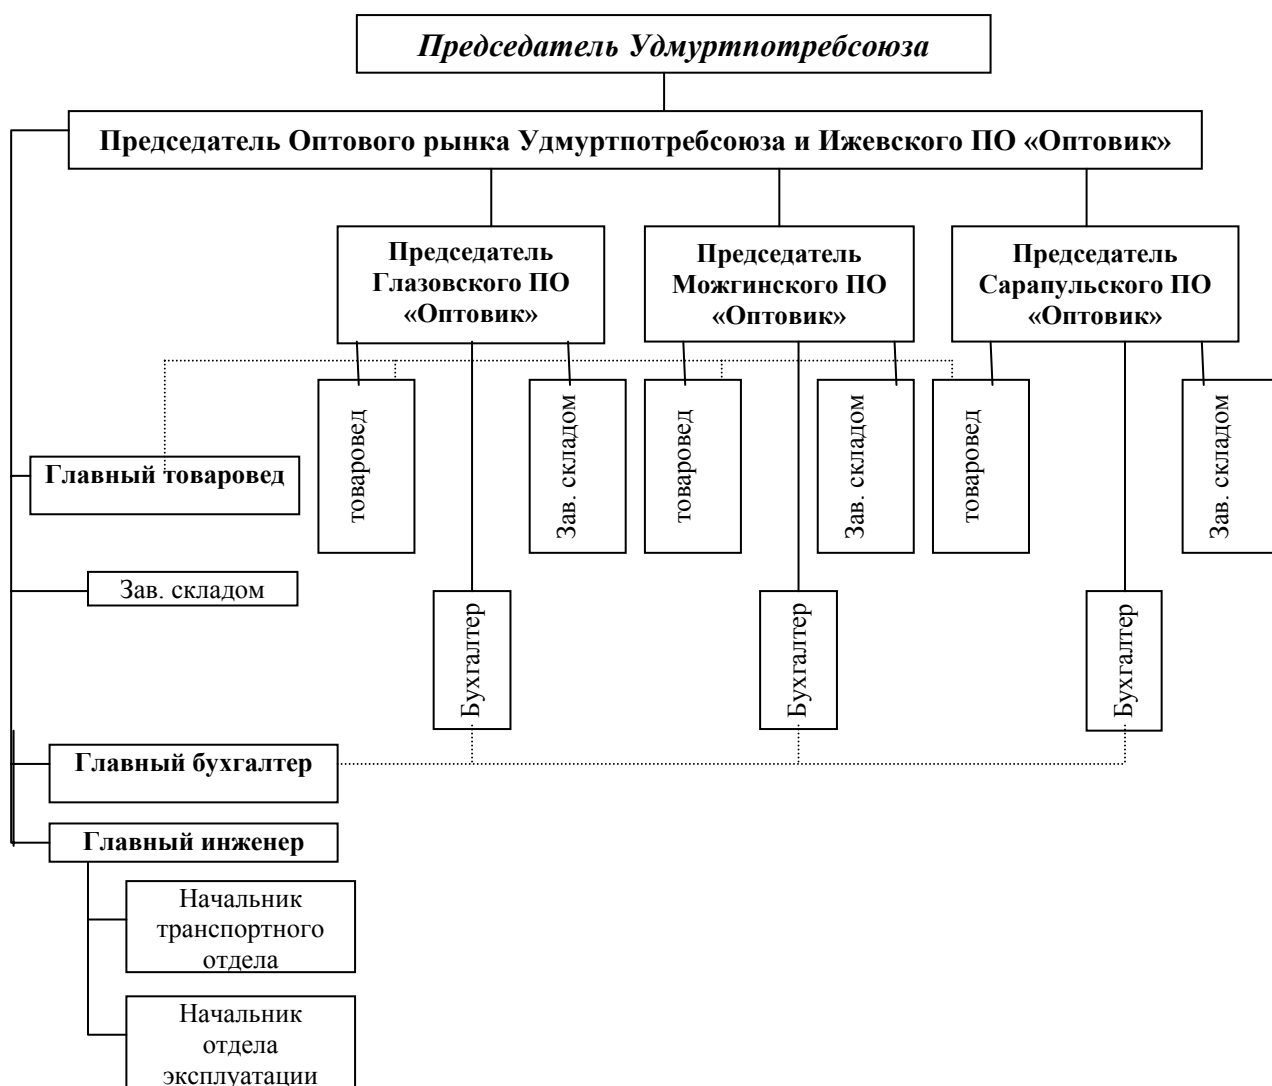 Председатель Удмуртпотребсоюза
Председатель Оптового рынка Удмуртпотребсоюза и Ижевского ПО «Оптовик»
Председатель
Глазовского ПО
«Оптовик»
Председатель
Можгинского ПО
«Оптовик»
Председатель
Сарапульского ПО
«Оптовик»
товаровед
Зав. складом
товаровед
Зав. складом
товаровед
Зав. складом
Главный товаровед
Зав. складом
Бухгалтер
Бухгалтер
Бухгалтер
Главный бухгалтер
Главный инженер
Начальник
транспортного
отдела
Начальник
отдела
эксплуатации